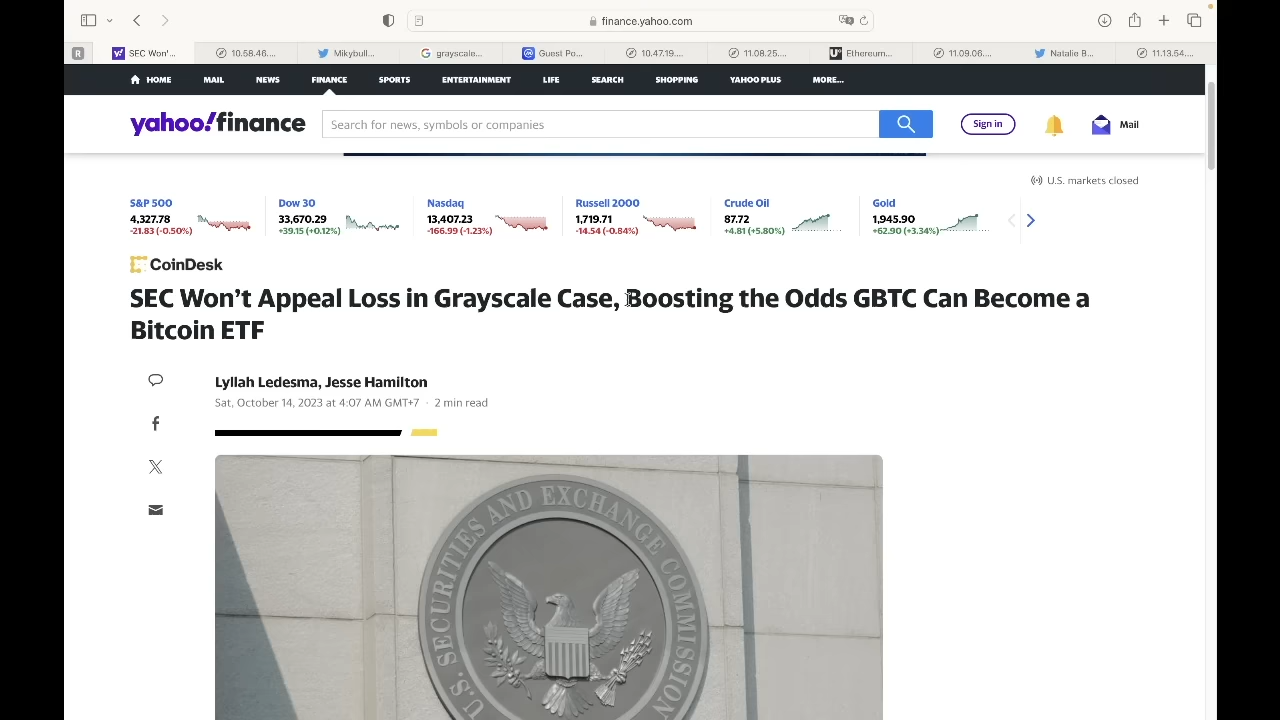 finance.yahoo.com
R
SEC Won'... 10.58.46.... Mikybull... grayscale... Guest Po... 10.47.19.... 11.08.25.... Ethereum... 11.09.06.... Natalie B... 11.13.54....
HOME MAIL NEWS FINANCE SPORTS ENTERTAINMENT LIFE SEARCH SHOPPING YAHOO PLUS MORE...
yahoo!finance Search for news, symbols or companies Sign in Mail
U.S. markets closed
S&P 500 Dow 30 Nasdaq Russell 2000 Crude Oil Gold
4,327.78 33,670.29 13,407.23 1,719.71 87.72 1,945.90
-21.83 (-0.50%) +39.15 (+0.12%) -166.99 (-1.23%) -14.54 (-0.84%) +4.81 (+5.80%) +62.90 (+3.34%)
CoinDesk
SEC Won’t Appeal Loss in Grayscale Case, Boosting the Odds GBTC Can Become a
Bitcoin ETF
Lyllah Ledesma, Jesse Hamilton
Sat, October 14, 2023 at 4:07 AM GMT+7 · 2 min read
U.S. SECURITIES AND EXCHANGE COMMISSION